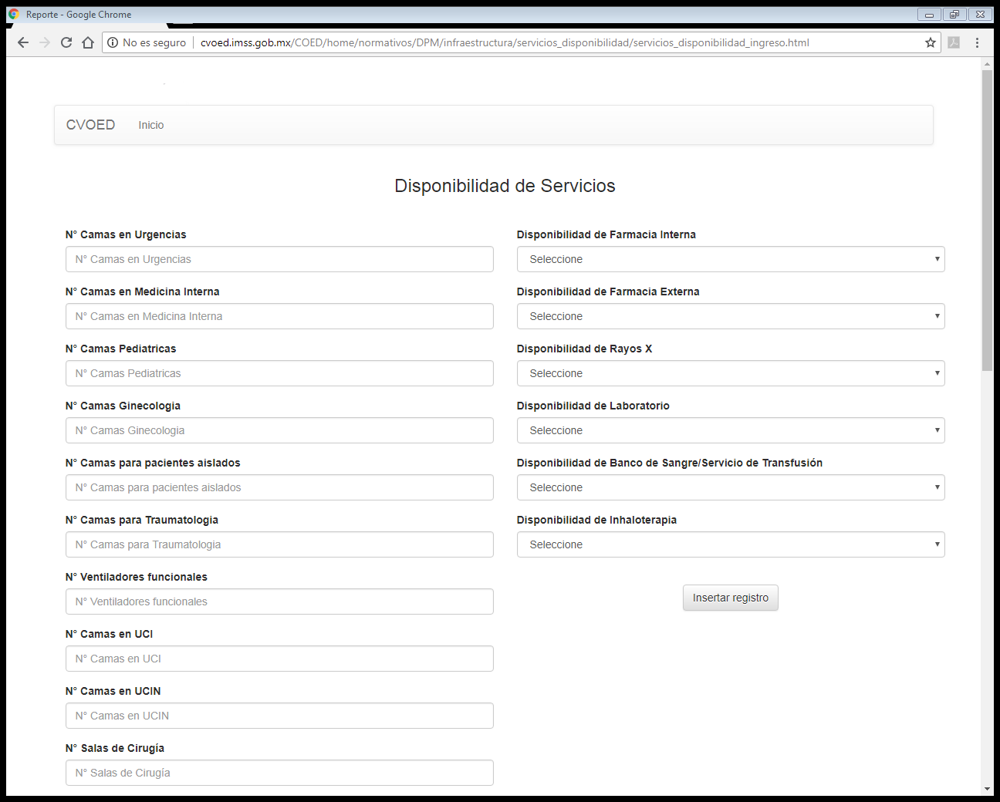 Reporte - Google Chrome
No es seguro cvoed.imss.gob.mx/COED/home/normativos/DPM/infraestructura/servicios_disponibilidad/servicios_disponibilidad_ingreso.html
CVOED Inicio
Disponibilidad de Servicios
N° Camas en Urgencias
N° Camas en Urgencias
N° Camas en Medicina Interna
N° Camas en Medicina Interna
N° Camas Pediatricas
N° Camas Pediatricas
N° Camas Ginecologia
N° Camas Ginecologia
N° Camas para pacientes aislados
N° Camas para pacientes aislados
N° Camas para Traumatologia
N° Camas para Traumatologia
N° Ventiladores funcionales
N° Ventiladores funcionales
N° Camas en UCI
N° Camas en UCI
N° Camas en UCIN
N° Camas en UCIN
N° Salas de Cirugía
N° Salas de Cirugía
Disponibilidad de Farmacia Interna
Seleccione
Disponibilidad de Farmacia Externa
Seleccione
Disponibilidad de Rayos X
Seleccione
Disponibilidad de Laboratorio
Seleccione
Disponibilidad de Banco de Sangre/Servicio de Transfusión
Seleccione
Disponibilidad de Inhaloterapia
Seleccione
Insertar registro